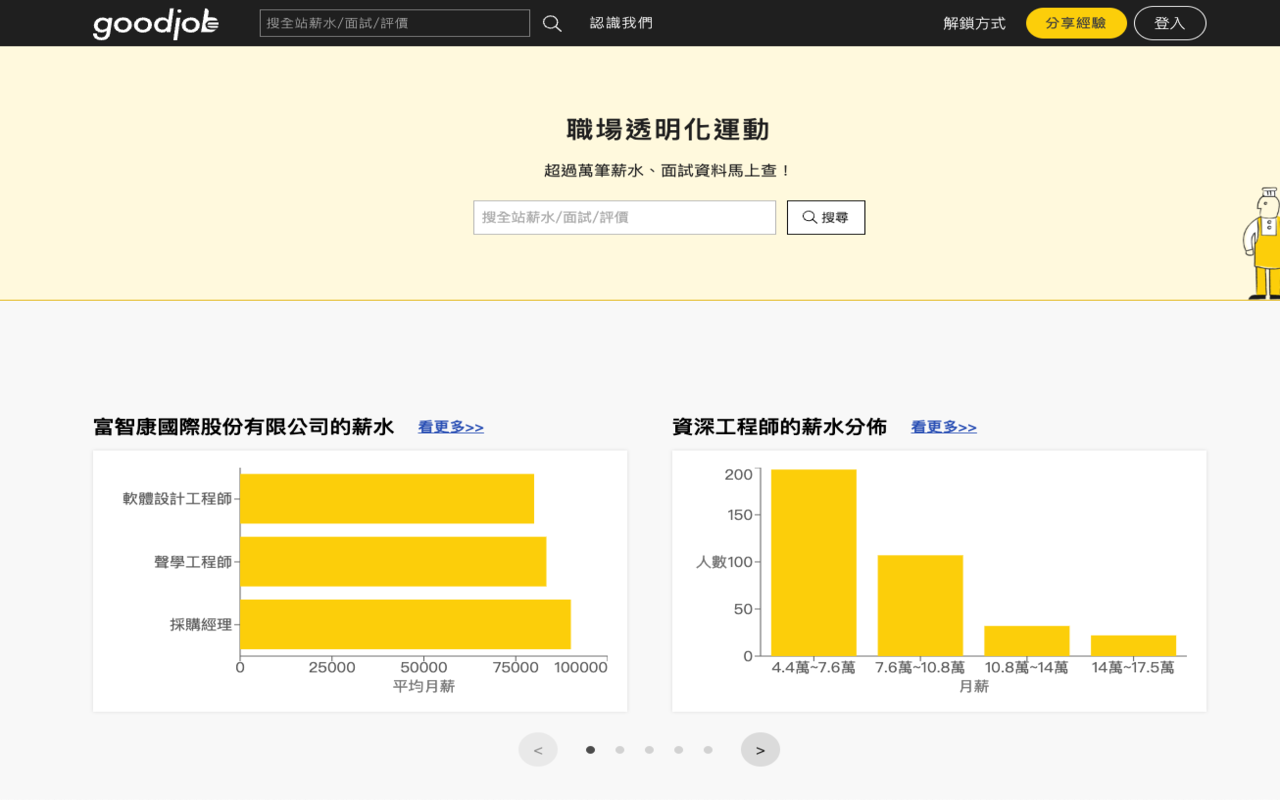 goodjob
搜全站薪水/面試/評價
認識我們
解鎖方式
分享經驗
登入
職場透明化運動
超過萬筆薪水、面試資料馬上查！
搜全站薪水/面試/評價
搜尋
富智康國際股份有限公司的薪水 看更多>>
軟體設計工程師
聲學工程師
採購經理
0 25000 50000 75000 100000
平均月薪
資深工程師的薪水分佈 看更多>>
200
150
人數100
50
0
4.4萬~7.6萬 7.6萬~10.8萬 10.8萬~14萬 14萬~17.5萬
月薪
< >